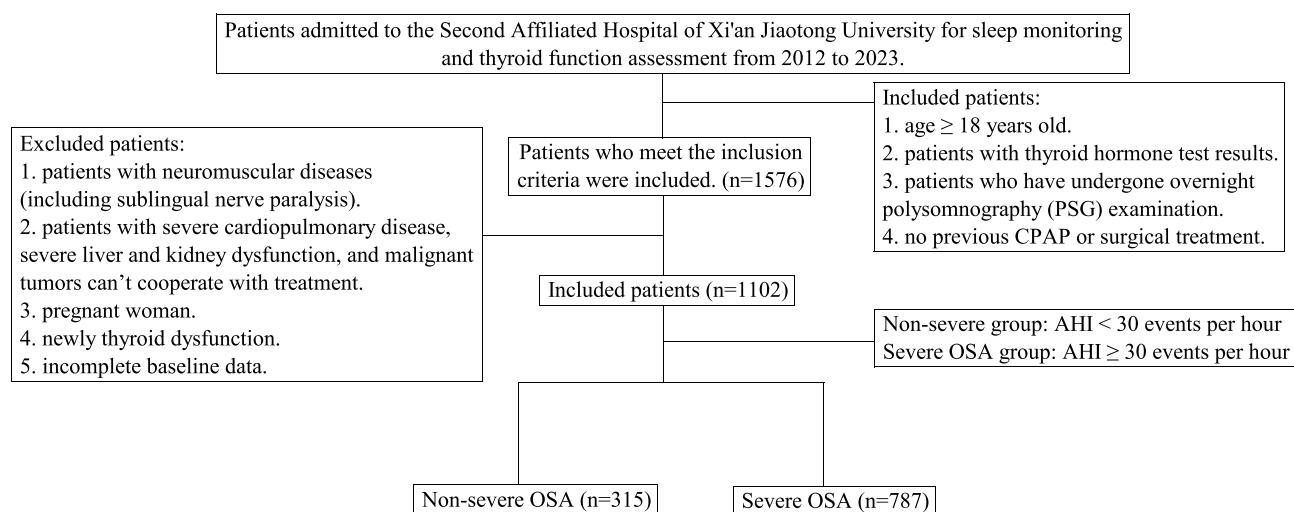 Patients admitted to the Second Affiliated Hospital of Xi'an Jiaotong University for sleep monitoring
and thyroid function assessment from 2012 to 2023.
Included patients:
1. age ≥ 18 years old.
2. patients with thyroid hormone test results.
3. patients who have undergone overnight
polysomnography (PSG) examination.
4. no previous CPAP or surgical treatment.
Patients who meet the inclusion
criteria were included. (n=1576)
Excluded patients:
1. patients with neuromuscular diseases
(including sublingual nerve paralysis).
2. patients with severe cardiopulmonary disease,
severe liver and kidney dysfunction, and malignant
tumors can’t cooperate with treatment.
3. pregnant woman.
4. newly thyroid dysfunction.
5. incomplete baseline data.
Included patients (n=1102)
Non-severe group: AHI < 30 events per hour
Severe OSA group: AHI ≥ 30 events per hour
Non-severe OSA (n=315)
Severe OSA (n=787)